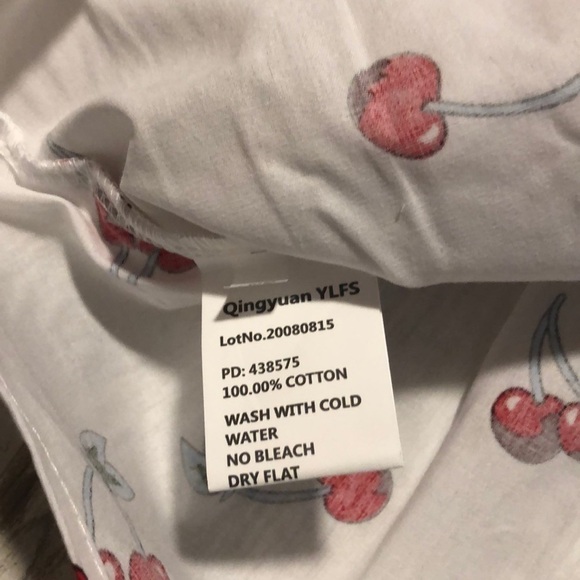 Qingyuan YLFS
LotNo.20080815
PD: 438575
100.00% COTTON
WASH WITH COLD
WATER
NO BLEACH
DRY FLAT